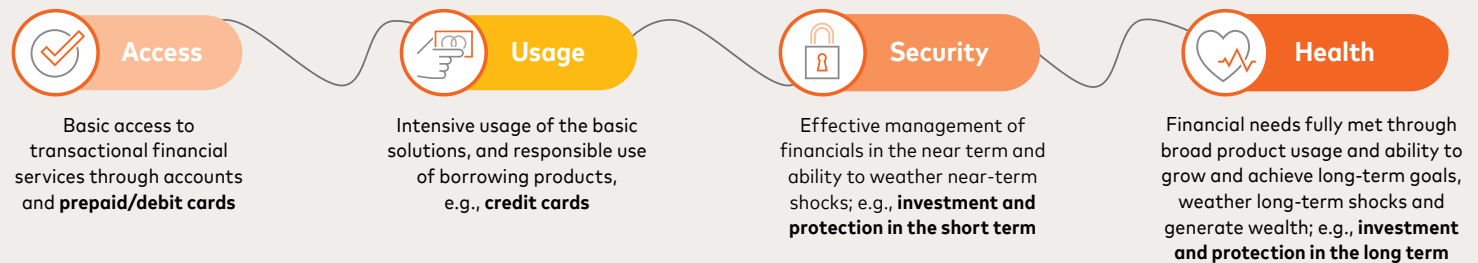 Access
Basic access to
transactional financial
services through accounts
and prepaid/debit cards
Usage
Intensive usage of the basic
solutions, and responsible use
of borrowing products,
e.g., credit cards
Security
Effective management of
financials in the near term and
ability to weather near-term
shocks; e.g., investment and
protection in the short term
Health
Financial needs fully met through
broad product usage and ability to
grow and achieve long-term goals,
weather long-term shocks and
generate wealth; e.g., investment
and protection in the long term